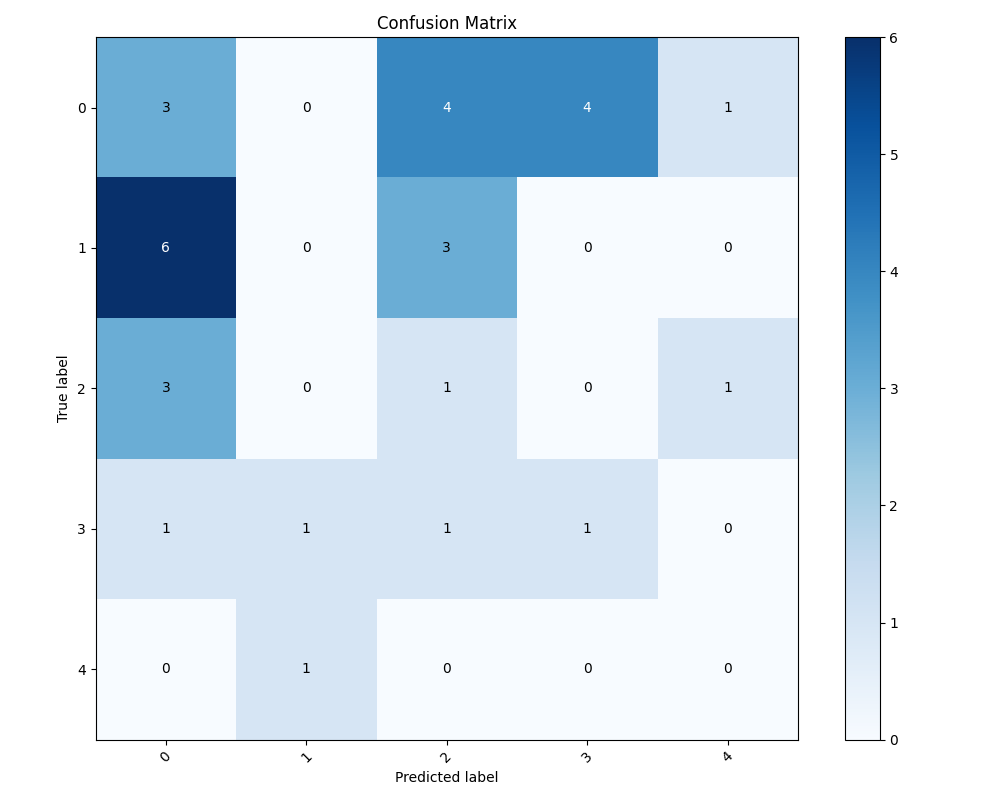 Confusion Matrix
True label
0 3 0 4 4 1
1 6 0 3 0 0
2 3 0 1 0 1
3 1 1 1 1 0
4 0 1 0 0 0
0 1 2 3 4
Predicted label
6
5
4
3
2
1
0